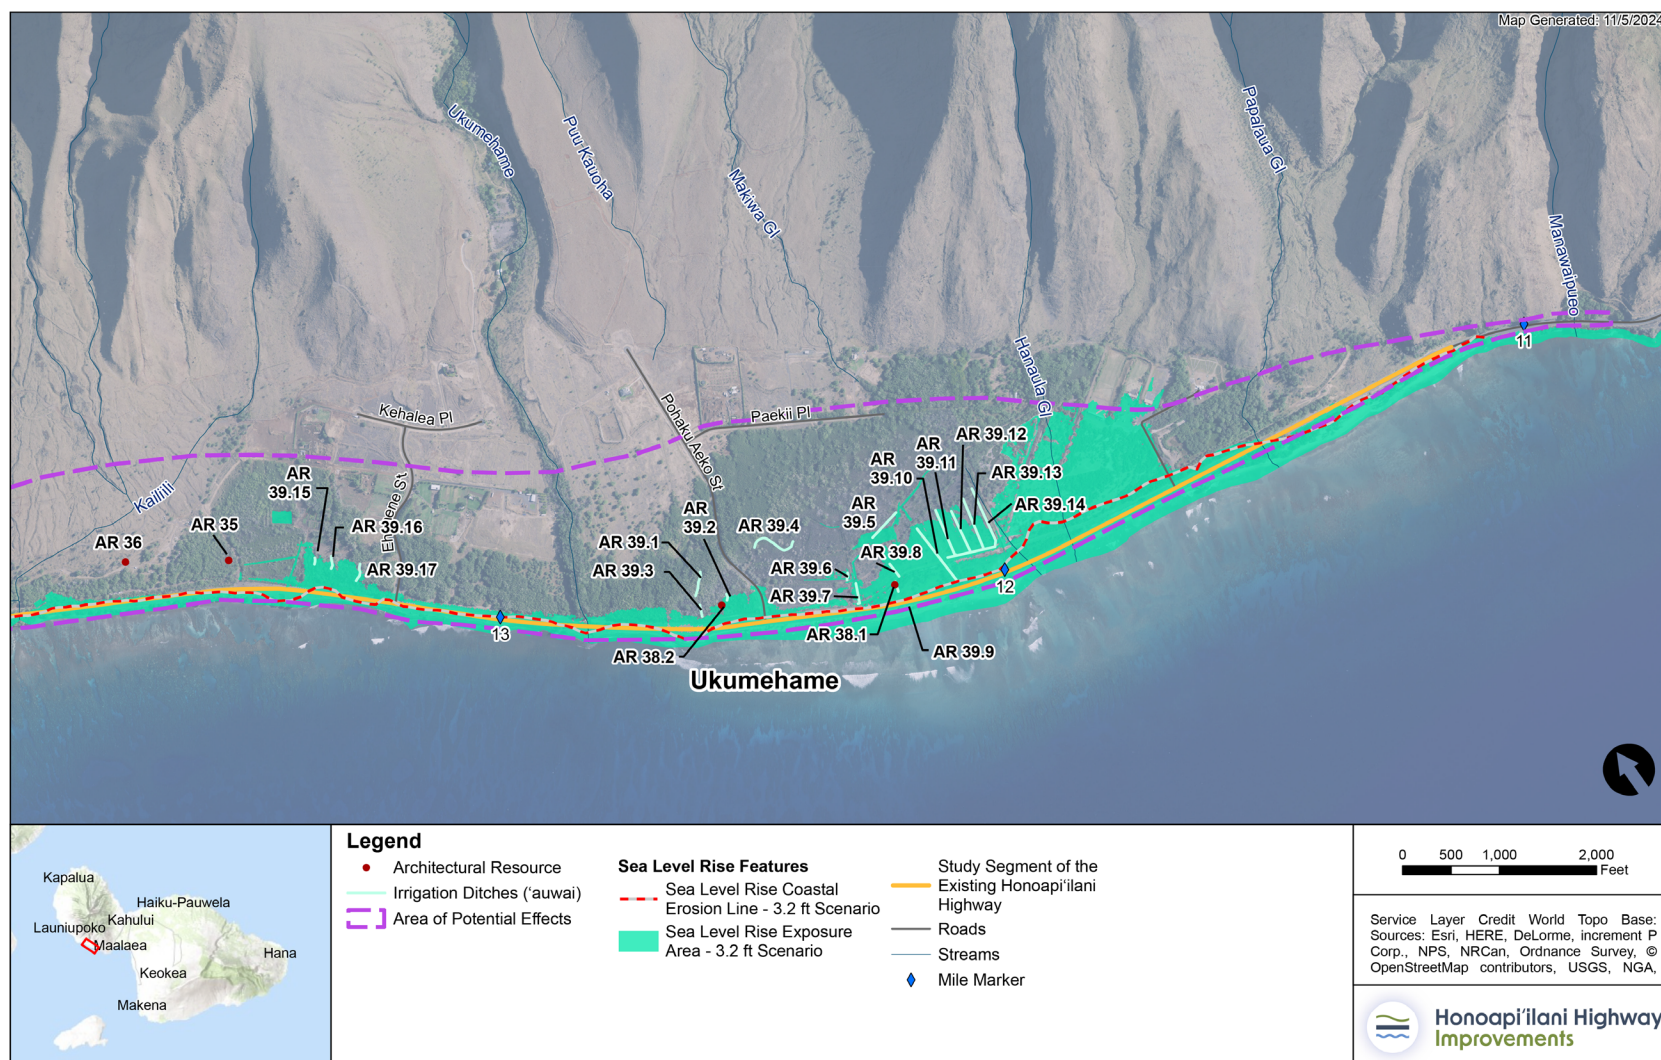 Map Generated: 11/5/2024
Ukumehame
Puu Kauoha
Makiwa Gl
Papalaua Gl
Manawaipueo
Hanaula Gl
Kailiili
11
Kehalea Pl
Pohaku Aeko St
Paekii Pl
AR 36
AR 35
AR
39.15
AR 39.16
AR 39.17
AR
39.2
AR 39.4
AR 39.1
AR 39.3
AR
39.5
AR
39.10
AR
39.11
AR 39.12
AR 39.13
AR 39.14
AR 39.8
AR 39.6
AR 39.7
AR 38.1
AR 38.2
AR 39.9
12
13
Ukumehame
Kapalua
Haiku-Pauwela
Kahului
Launiupoko
Maalaea
Hana
Keokea
Makena
Legend
Architectural Resource
Irrigation Ditches (ʻauwai)
Area of Potential Effects
Sea Level Rise Features
Sea Level Rise Coastal
Erosion Line - 3.2 ft Scenario
Sea Level Rise Exposure
Area - 3.2 ft Scenario
Study Segment of the
Existing Honoapiʻilani
Highway
Roads
Streams
Mile Marker
0 500 1,000 2,000
Feet
Service Layer Credit World Topo Base:
Sources: Esri, HERE, DeLorme, increment P
Corp., NPS, NRCan, Ordnance Survey, ©
OpenStreetMap contributors, USGS, NGA,
Honoapiʻilani Highway
Improvements